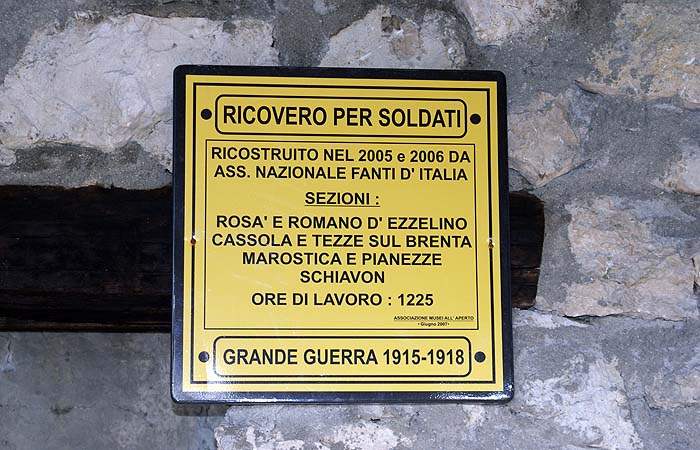 RICOVERO PER SOLDATI
RICOSTRUITO NEL 2005 e 2006 DA
ASS. NAZIONALE FANTI D' ITALIA
SEZIONI :
ROSA' E ROMANO D' EZZELINO
CASSOLA E TEZZE SUL BRENTA
MAROSTICA E PIANEZZE
SCHIAVON
ORE DI LAVORO : 1225
ASSOCIAZIONE MUSEI ALL' APERTO
• Giugno 2007•
GRANDE GUERRA 1915-1918